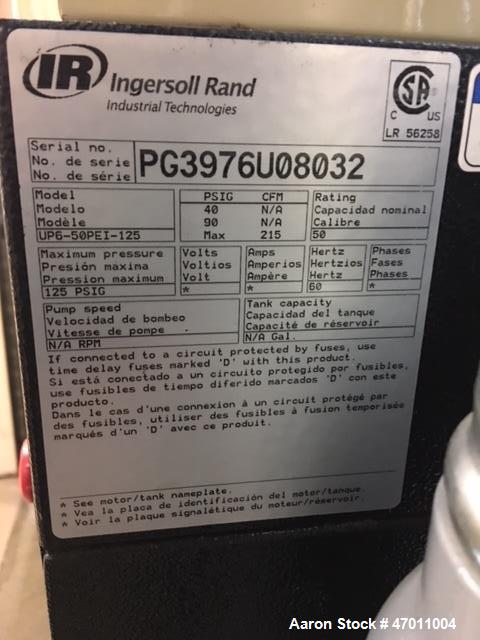 IR Ingersoll Rand
Industrial Technologies
SA
C US
LR 56258
Serial no.
No. de serie
No. de série
PG3976U08032
Model
Modelo
Modèle
UP6-50PEI-125
PSIG CFM
40 N/A
90 N/A
Max 215
Rating
Capacidad nominal
Calibre
50
Maximum pressure
Presión maxima
Pression maximum
125 PSIG
Volts
Voltios
Volt
*
Amps
Amperios
Ampère
*
Hertz
Hertzios
Hertz
60
Phases
Fases
Phases
*
Pump speed
Velocidad de bombeo
Vitesse de pompe
N/A RPM
Tank capacity
Capacidad del tanque
Capacité de réservoir
N/A Gal.
If connected to a circuit protected by fuses, use
time delay fuses marked 'D' with this product.
Si está conectado a un circuito protegido por fusibles,
use fusibles de tiempo diferido marcados 'D' con este
producto.
Dans le cas d'une connexion à un circuit protégé par
des fusibles, utiliser des fusibles à fusion temporisée
marqués d'un 'D' avec ce produit.
* See motor/tank nameplate.
* Vea la placa de identificación del motor/tanque.
* Voir la plaque signalétique du moteur/réservoir.
Aaron Stock # 47011004